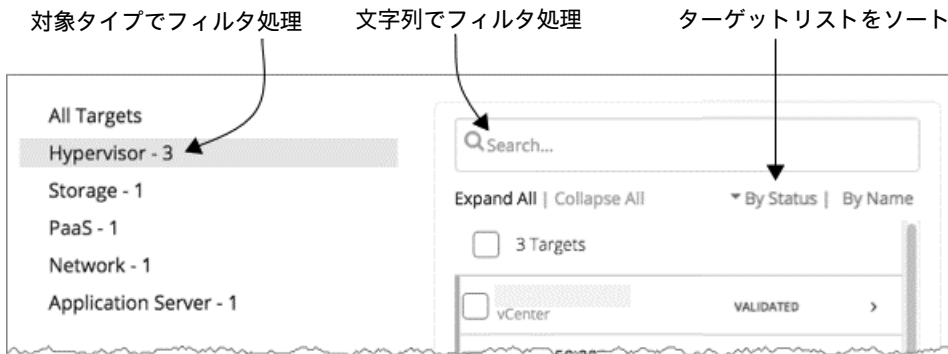 対象タイプでフィルタ処理
文字列でフィルタ処理
ターゲットリストをソート
All Targets
Hypervisor - 3
Storage - 1
PaaS - 1
Network - 1
Application Server - 1
Search...
Expand All | Collapse All
By Status | By Name
3 Targets
vCenter
VALIDATED